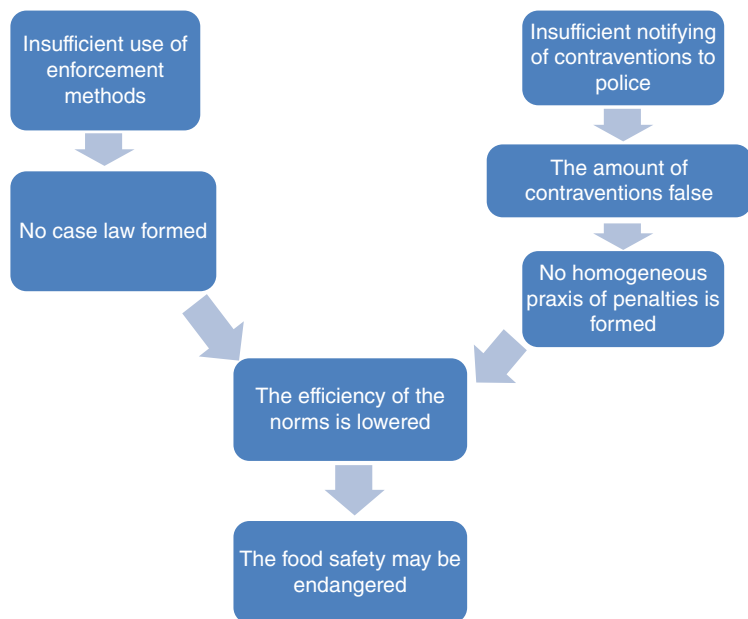 Insufficient use of
enforcement
methods
No case law formed
Insufficient notifying
of contraventions to
police
The amount of
contraventions false
No homogeneous
praxis of penalties is
formed
The efficiency of the
norms is lowered
The food safety may be
endangered